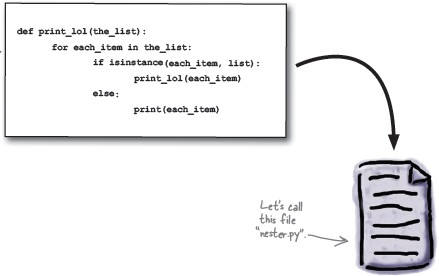 def print_lol(the_list):
for each_item in the_list:
if isinstance(each_item, list):
print_lol(each_item)
else:
print(each_item)
Let's call
this file
"nester.py".